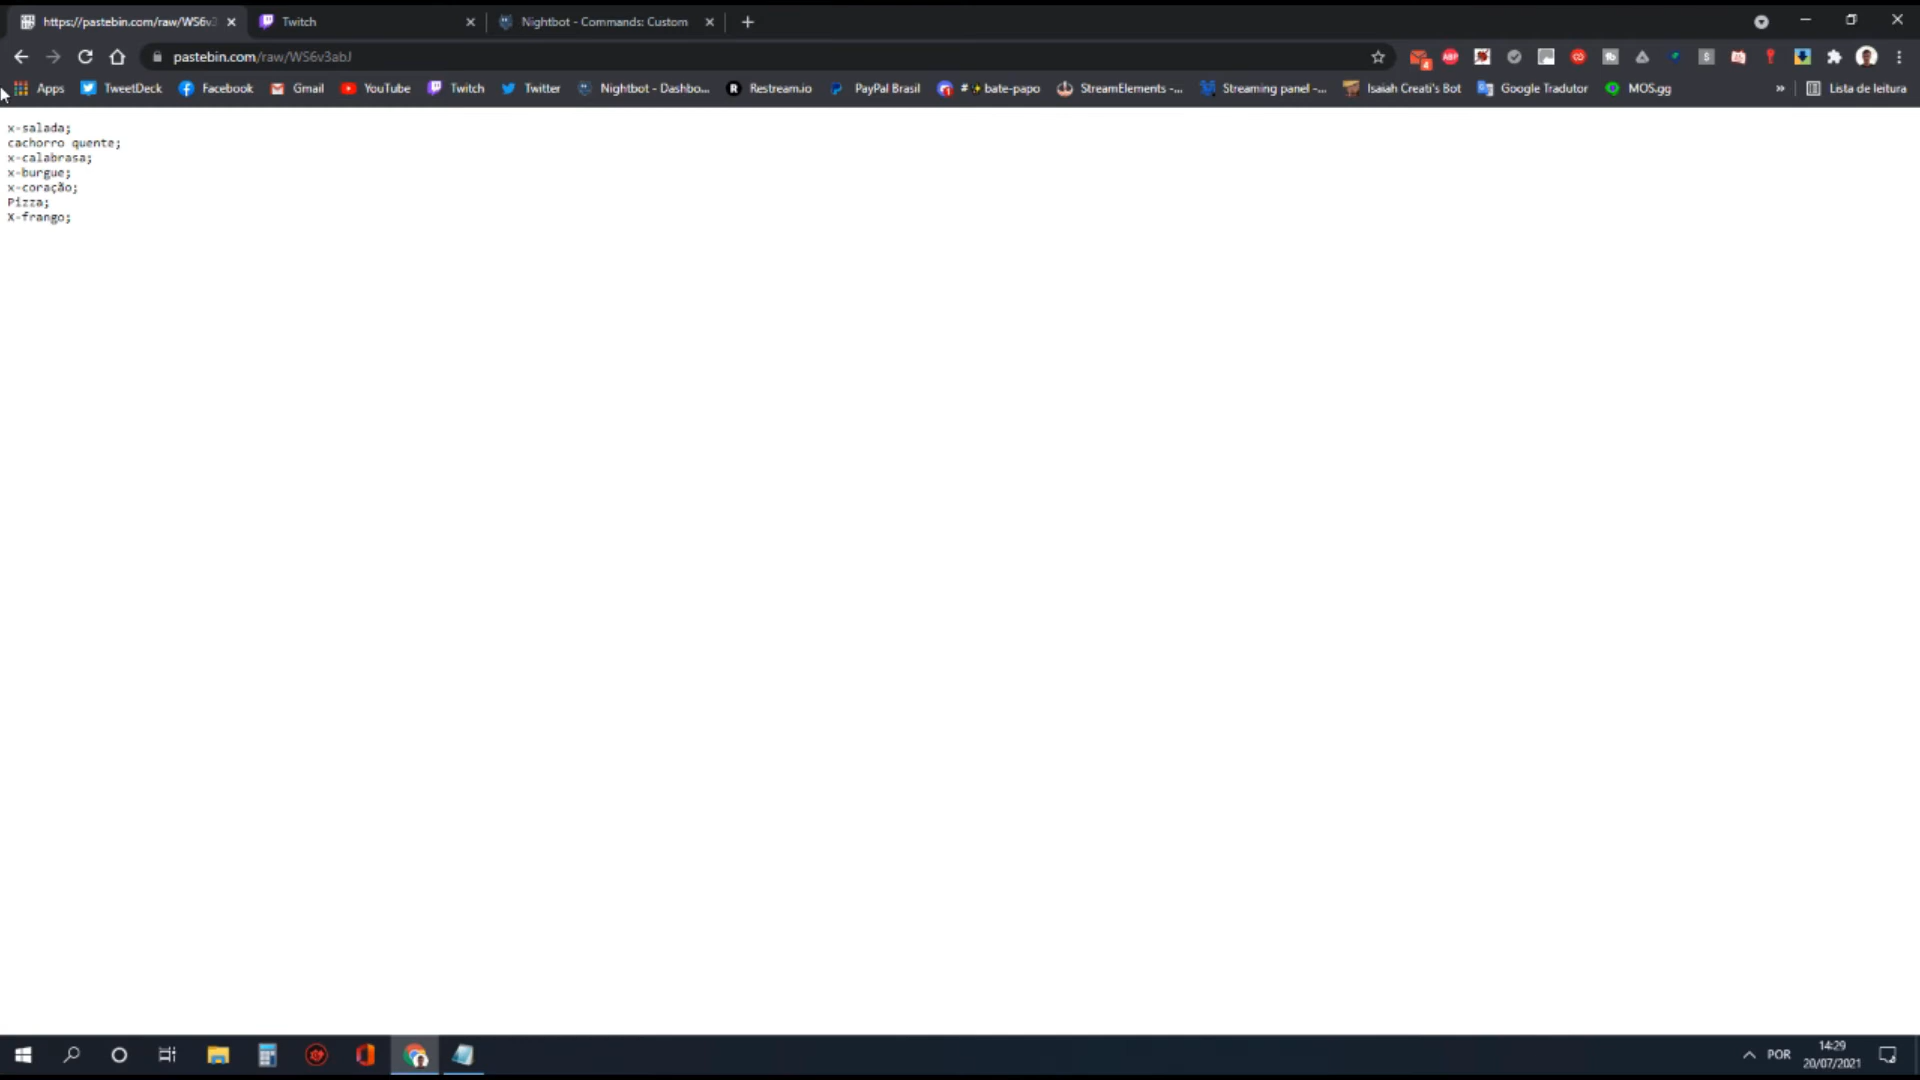 https://pastebin.com/raw/WS6v3
Twitch
Nightbot - Commands: Custom
pastebin.com/raw/WS6v3abJ
Apps
TweetDeck
Facebook
Gmail
YouTube
Twitch
Twitter
Nightbot - Dashbo...
Restream.io
PayPal Brasil
#✨bate-papo
StreamElements -...
Streaming panel -...
Isaiah Creati's Bot
Google Tradutor
MOS.gg
»
Lista de leitura
x-salada;
cachorro quente;
x-calabrasa;
x-burgue;
x-coração;
Pizza;
X-frango;
POR
14:29
20/07/2021